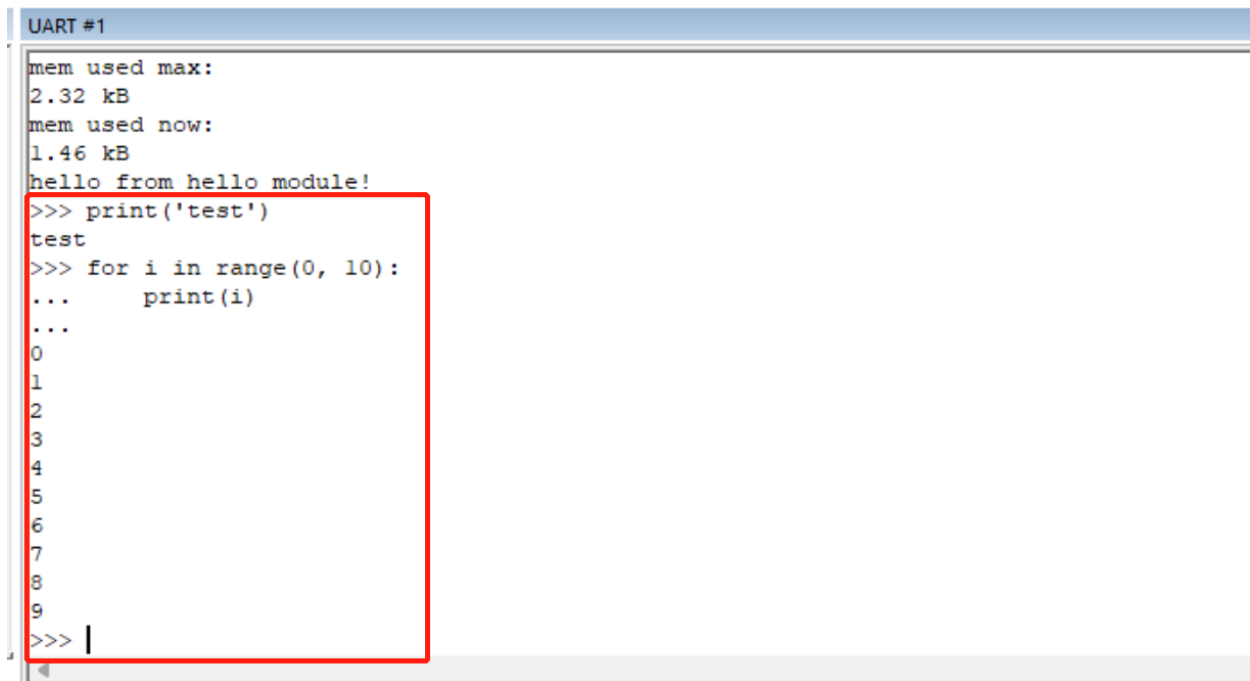 UART #1
mem used max:
2.32 kB
mem used now:
1.46 kB
hello from hello module!
>>> print('test')
test
>>> for i in range(0, 10):
...     print(i)
...
0
1
2
3
4
5
6
7
8
9
>>>